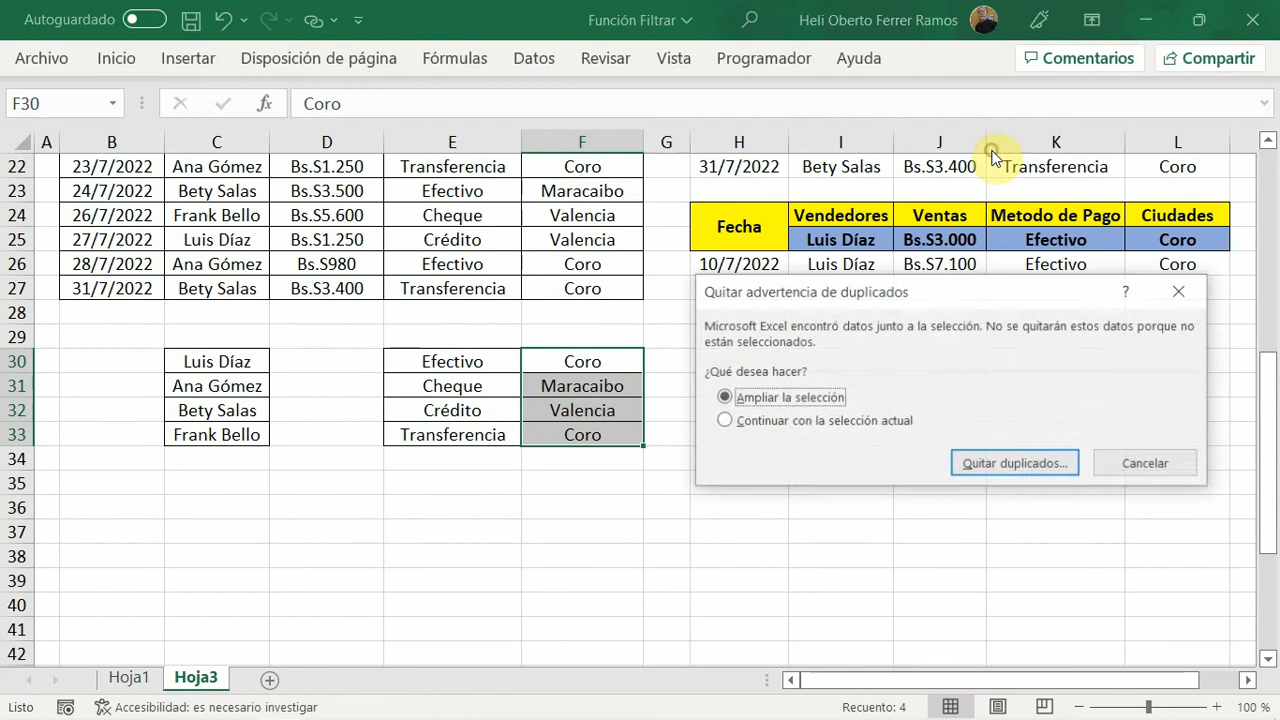 Autoguardado
Función Filtrar
Heli Oberto Ferrer Ramos
Archivo Inicio Insertar Disposición de página Fórmulas Datos Revisar Vista Programador Ayuda Comentarios Compartir
F30 fx Coro
A B C D E F G H I J K L
22 23/7/2022 Ana Gómez Bs.S1.250 Transferencia Coro 31/7/2022 Bety Salas Bs.S3.400 Transferencia Coro
23 24/7/2022 Bety Salas Bs.S3.500 Efectivo Maracaibo
24 26/7/2022 Frank Bello Bs.S5.600 Cheque Valencia Fecha Vendedores Ventas Metodo de Pago Ciudades
25 27/7/2022 Luis Díaz Bs.S1.250 Crédito Valencia Luis Díaz Bs.S3.000 Efectivo Coro
26 28/7/2022 Ana Gómez Bs.S980 Efectivo Coro 10/7/2022 Luis Díaz Bs.S7.100 Efectivo Coro
27 31/7/2022 Bety Salas Bs.S3.400 Transferencia Coro
28
29
30 Luis Díaz Efectivo Coro
31 Ana Gómez Cheque Maracaibo
32 Bety Salas Crédito Valencia
33 Frank Bello Transferencia Coro
34
35
36
37
38
39
40
41
42
Quitar advertencia de duplicados ?
Microsoft Excel encontró datos junto a la selección. No se quitarán estos datos porque no
están seleccionados.
¿Qué desea hacer?
Ampliar la selección
Continuar con la selección actual
Quitar duplicados... Cancelar
Hoja1 Hoja3
Listo Accesibilidad: es necesario investigar Recuento: 4 100 %